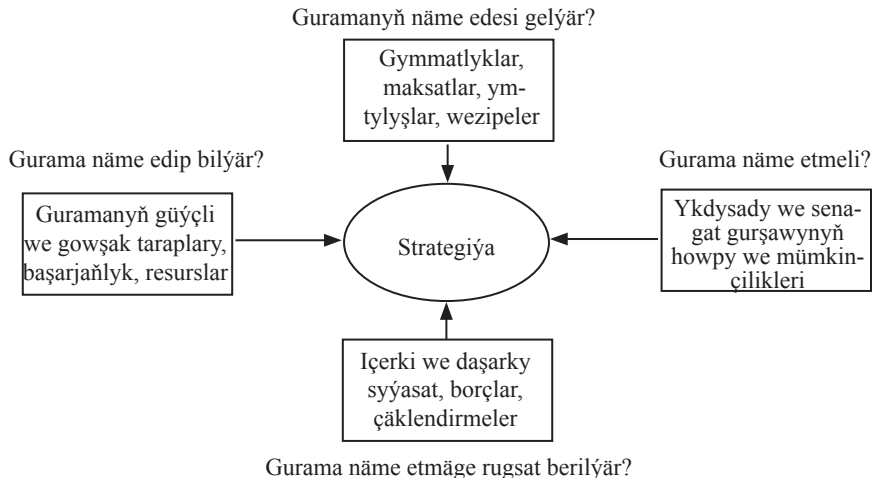 Guramanyň näme edesi gelýär?
Gymmatlyklar,
maksatlar, ym-
tylyşlar, wezipeler
Gurama näme edip bilýär?
Guramanyň güýçli
we gowşak taraplary,
başarjaňlyk, resurslar
Strategiýa
Gurama näme etmeli?
Ykdysady we sena-
gat gurşawynyň
howpy we mümkin-
çilikleri
Içerki we daşarky
syýasat, borçlar,
çäklendirmeler
Gurama näme etmäge rugsat berilýär?